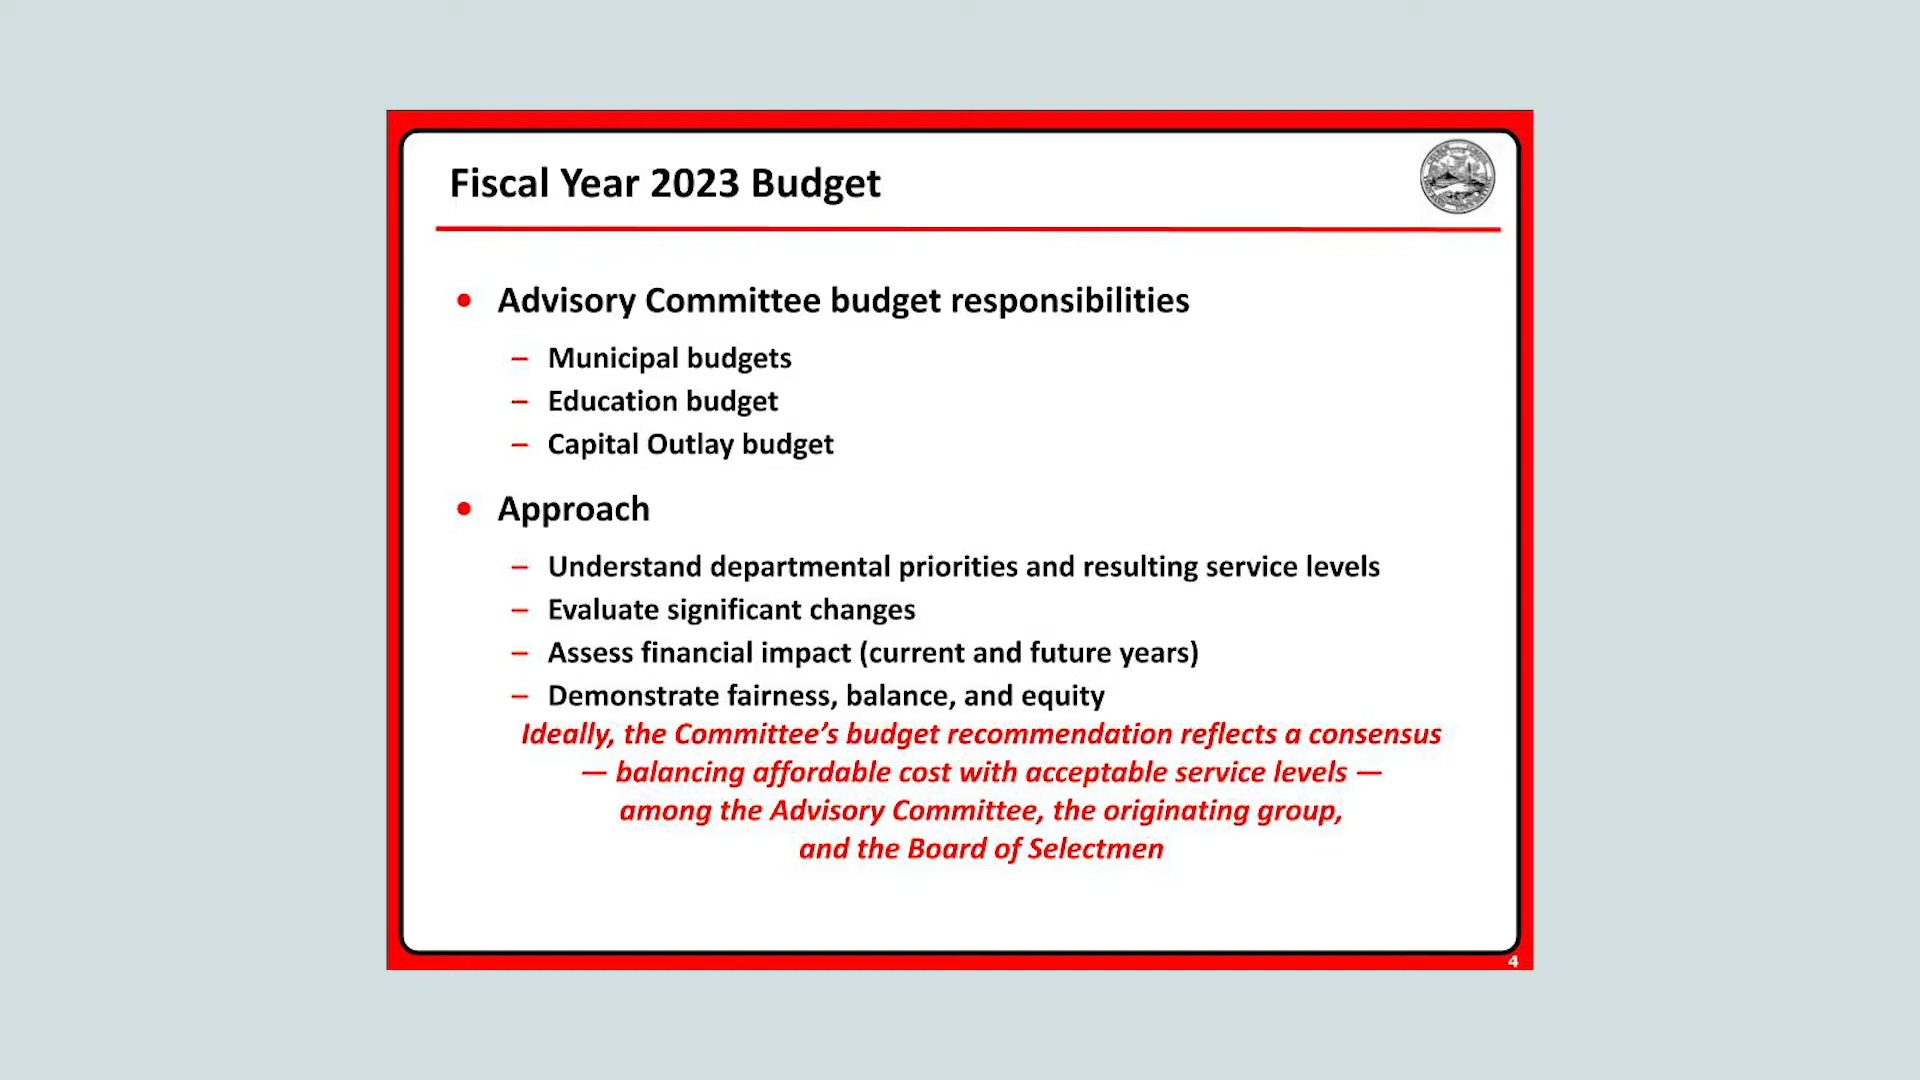 Fiscal Year 2023 Budget
• Advisory Committee budget responsibilities
– Municipal budgets
– Education budget
– Capital Outlay budget
• Approach
– Understand departmental priorities and resulting service levels
– Evaluate significant changes
– Assess financial impact (current and future years)
– Demonstrate fairness, balance, and equity
Ideally, the Committee’s budget recommendation reflects a consensus
— balancing affordable cost with acceptable service levels —
among the Advisory Committee, the originating group,
and the Board of Selectmen
4